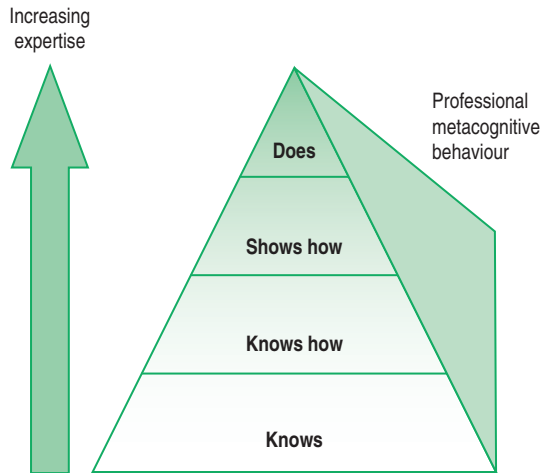 Increasing
expertise
Professional
metacognitive
behaviour
Does
Shows how
Knows how
Knows